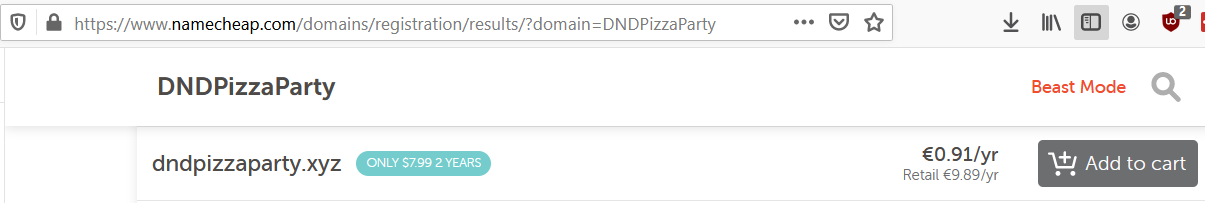 https://www.namecheap.com/domains/registration/results/?domain=DNDPizzaParty
2
DNDPizzaParty
Beast Mode
dndpizzaparty.xyz ONLY $7.99 2 YEARS €0.91/yr Add to cart
Retail €9.89/yr